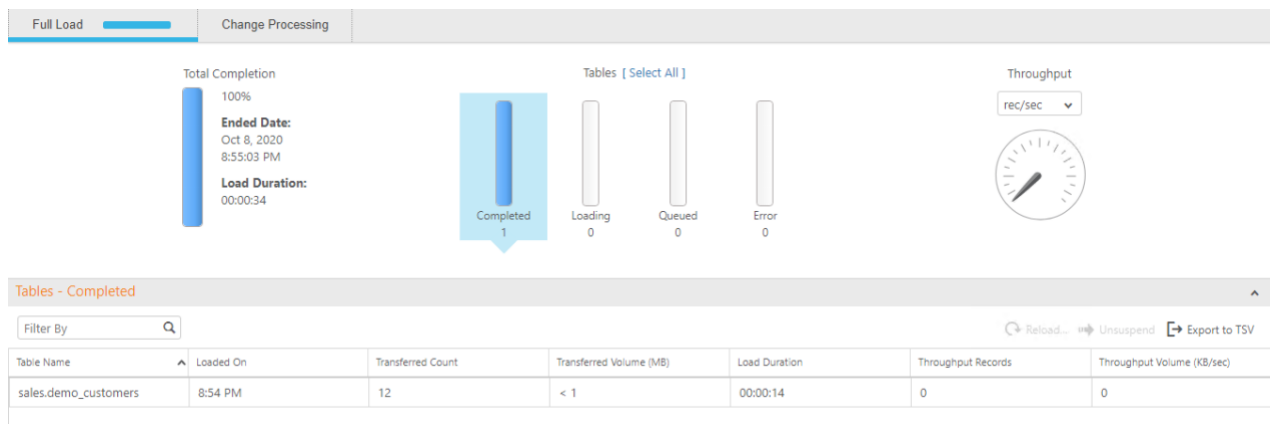 Full Load
Change Processing
Total Completion
100%
Ended Date:
Oct 8, 2020
8:55:03 PM
Load Duration:
00:00:34
Tables [ Select All ]
Completed
1
Loading
0
Queued
0
Error
0
Throughput
rec/sec
Tables - Completed
Filter By
Reload... Unsuspend Export to TSV
Table Name Loaded On Transferred Count Transferred Volume (MB) Load Duration Throughput Records Throughput Volume (KB/sec)
sales.demo_customers 8:54 PM 12 < 1 00:00:14 0 0